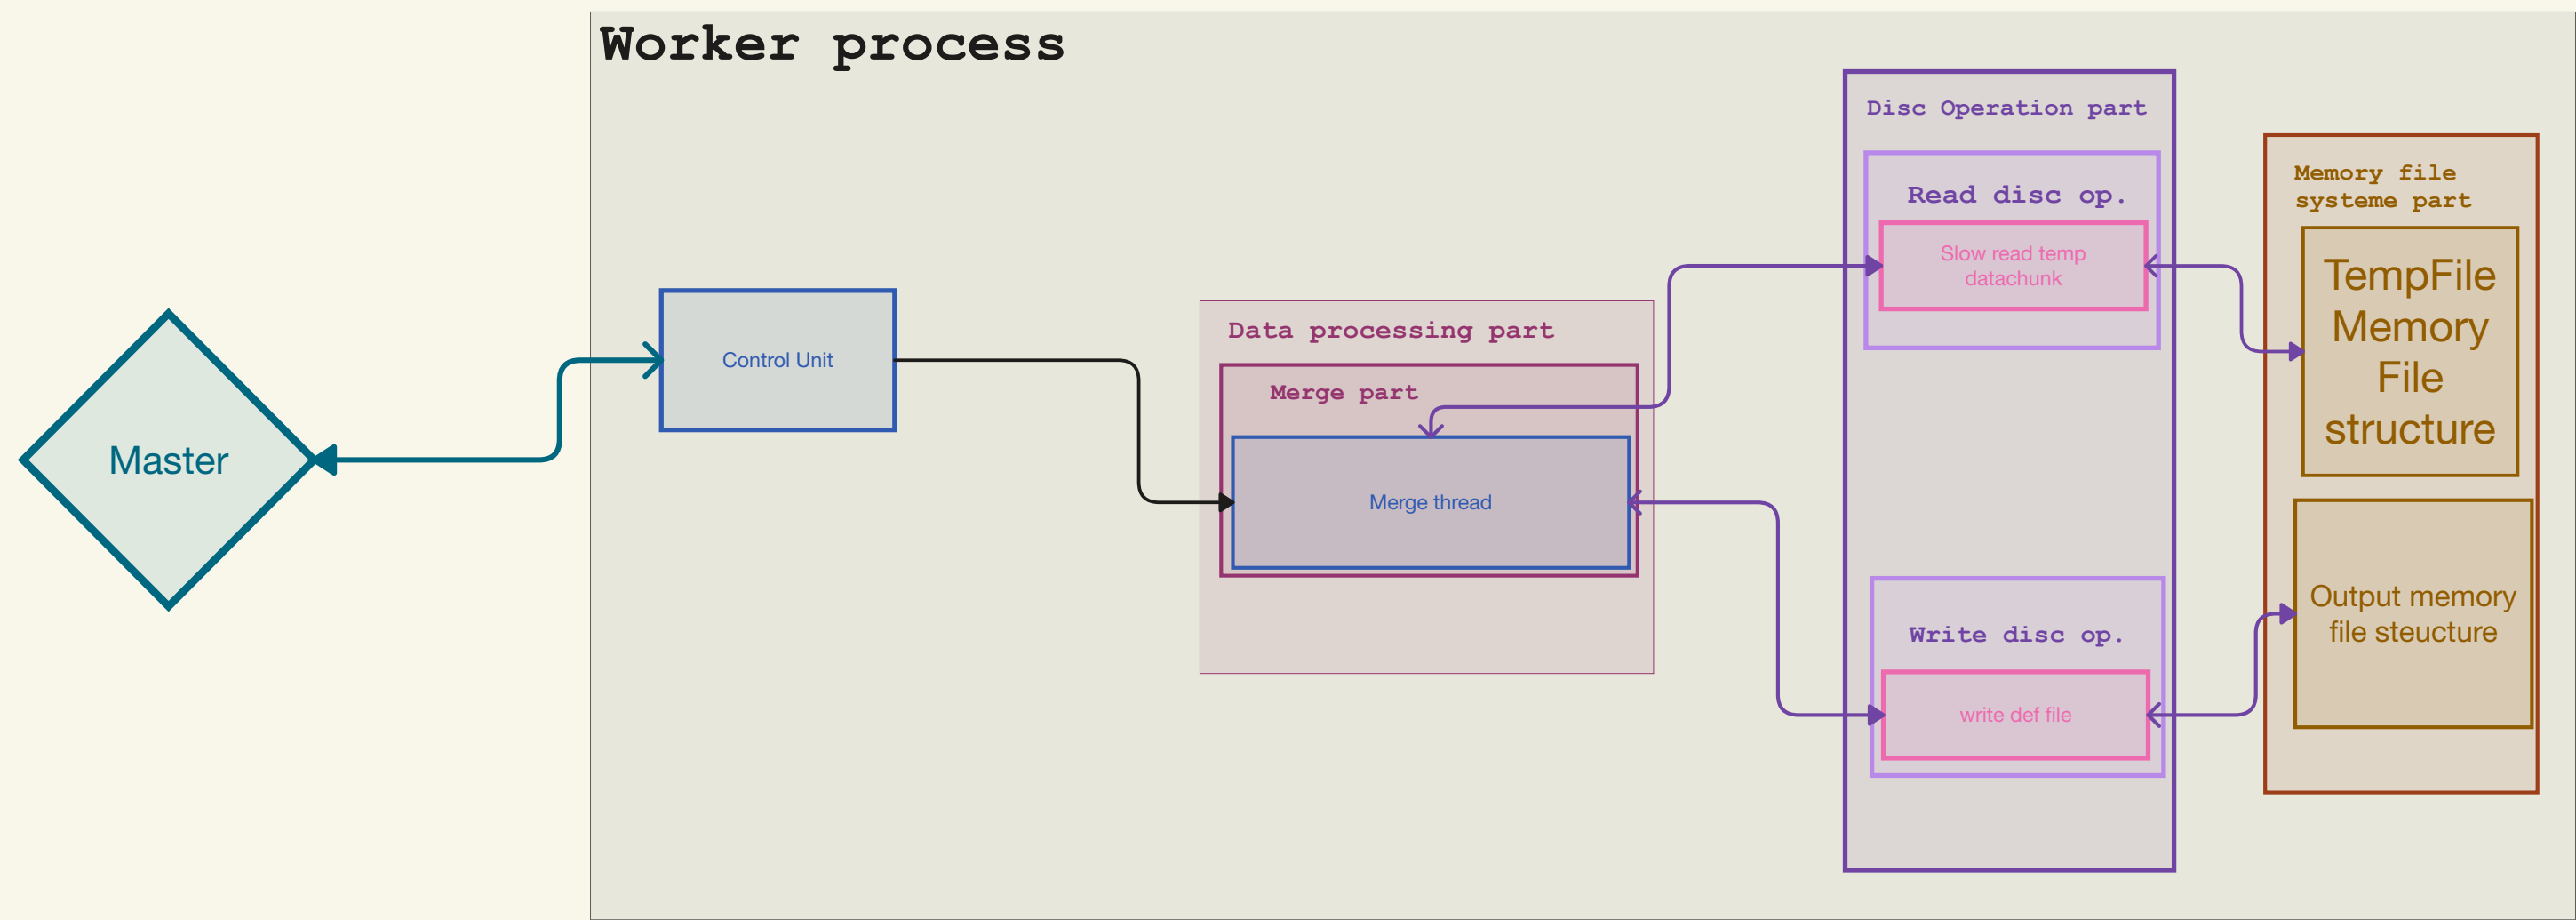 Worker process
Master
Control Unit
Data processing part
Merge part
Merge thread
Disc Operation part
Read disc op.
Slow read temp
datachunk
Write disc op.
write def file
Memory file
systeme part
TempFile
Memory
File
structure
Output memory
file steucture